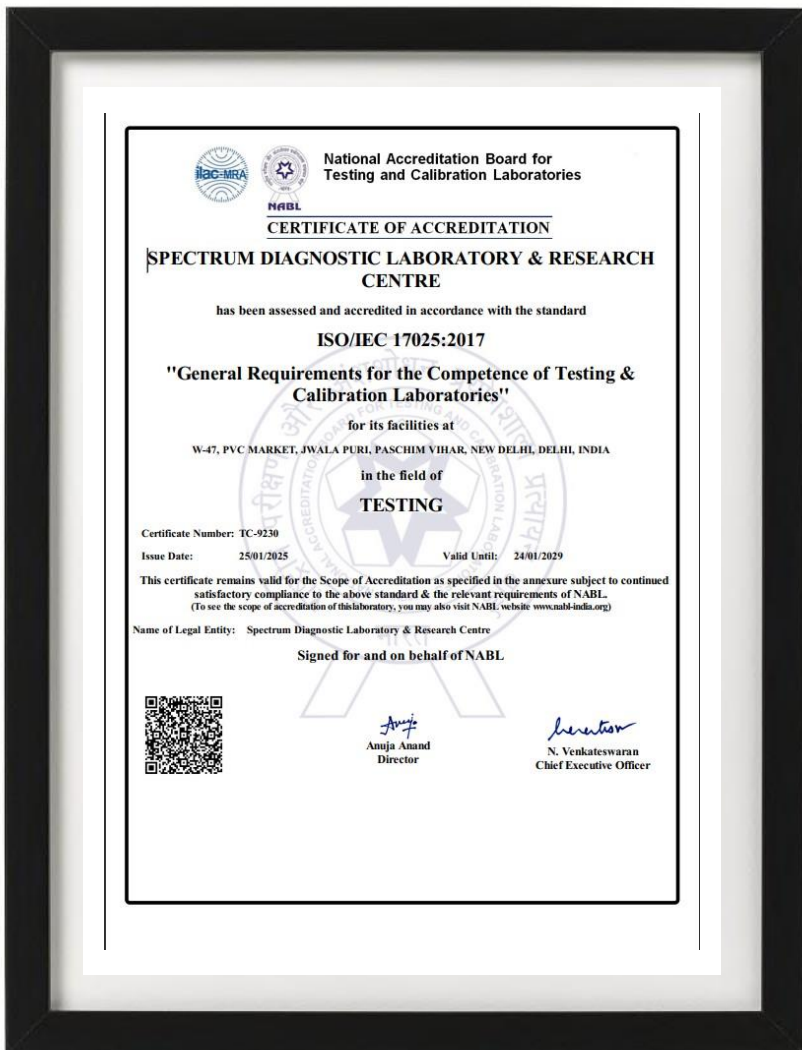 ilac-MRA
NABL
National Accreditation Board for
Testing and Calibration Laboratories
CERTIFICATE OF ACCREDITATION
SPECTRUM DIAGNOSTIC LABORATORY & RESEARCH
CENTRE
has been assessed and accredited in accordance with the standard
ISO/IEC 17025:2017
"General Requirements for the Competence of Testing &
Calibration Laboratories"
for its facilities at
W-47, PVC MARKET, JWALA PURI, PASCHIM VIHAR, NEW DELHI, DELHI, INDIA
in the field of
TESTING
Certificate Number: TC-9230
Issue Date: 25/01/2025 Valid Until: 24/01/2029
This certificate remains valid for the Scope of Accreditation as specified in the annexure subject to continued
satisfactory compliance to the above standard & the relevant requirements of NABL.
(To see the scope of accreditation of thislaboratory, you may also visit NABL website www.nabl-india.org)
Name of Legal Entity: Spectrum Diagnostic Laboratory & Research Centre
भारत
Signed for and on behalf of NABL
Anuja Anand
Director
N. Venkateswaran
Chief Executive Officer